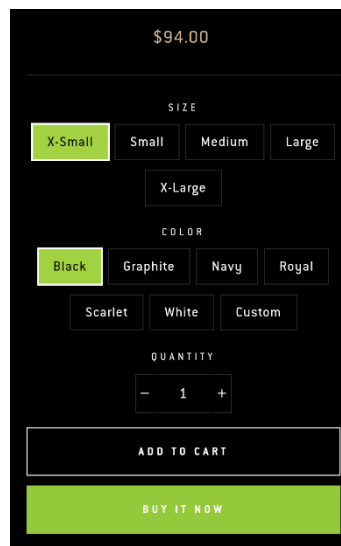 $94.00
SIZE
X-Small Small Medium Large
X-Large
COLOR
Black Graphite Navy Royal
Scarlet White Custom
QUANTITY
− 1 +
ADD TO CART
BUY IT NOW